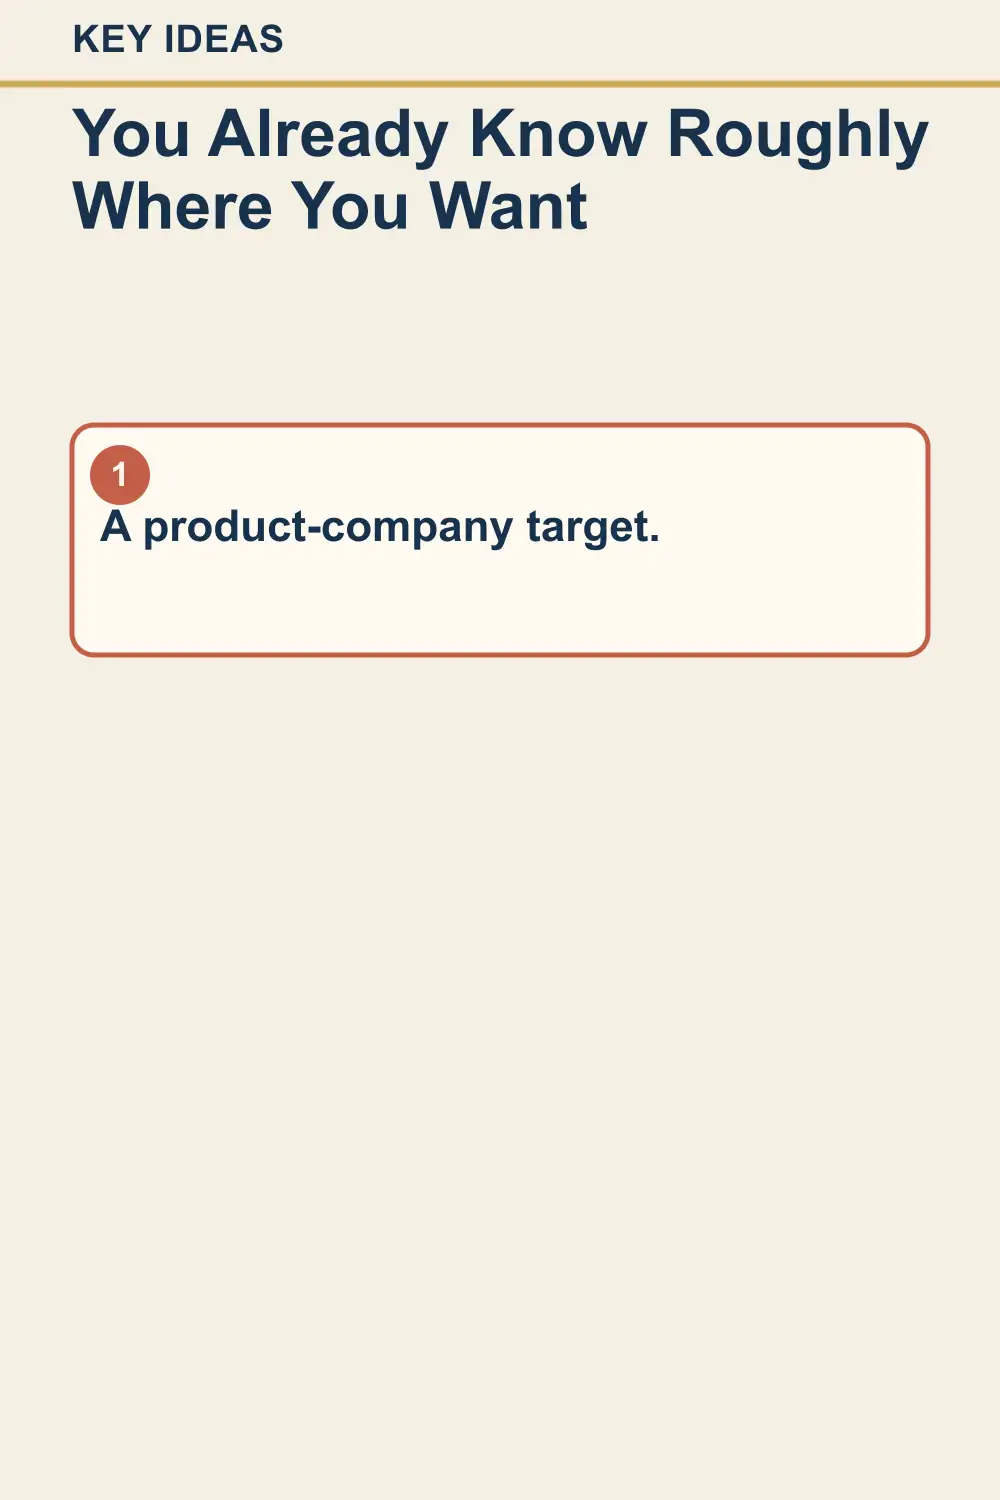 KEY IDEAS
You Already Know Roughly
Where You Want
1
A product-company target.